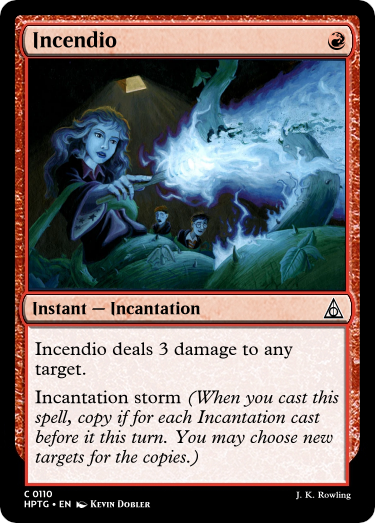 Incendio
Instant — Incantation
Incendio deals 3 damage to any
target.
Incantation storm (When you cast this
spell, copy if for each Incantation cast
before it this turn. You may choose new
targets for the copies.)
C 0110
HPTG • EN Kevin Dobler
J. K. Rowling